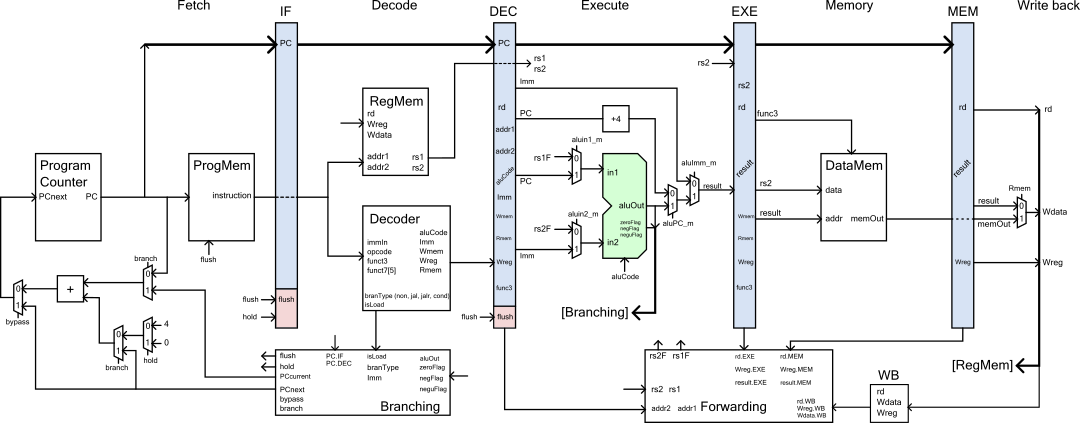 Fetch
Decode
Execute
Memory
Write back
IF
DEC
EXE
MEM
PC
PC
Program
Counter
PCnext PC
ProgMem
instruction
flush
branch
0
1
+
0
1
bypass
0
1
branch
0
1
4
0
hold
flush
flush
hold
RegMem
rd
Wreg
Wdata
addr1
addr2
rs1
rs2
Decoder
immIn
opcode
funct3
funct7[5]
aluCode
Imm
Wmem
Wreg
Rmem
branType (non, jal, jalr, cond)
isLoad
rd
addr1
addr2
aluCode
Imm
Wmem
Rmem
Wreg
func3
flush
flush
rs1
rs2
Imm
PC
+4
aluin1_m
rs1F
0
1
PC
aluin2_m
rs2F
0
1
Imm
in1
aluOut
zeroFlag
negFlag
neguFlag
in2
aluCode
aluImm_m
0
1
0
1
aluPC_m
result
[Branching]
rs2
rs2
rd
result
Wmem
Rmem
Wreg
func3
func3
rs2
result
DataMem
data
addr memOut
rd
result
Wreg
result
memOut
Rmem
0
1
rd
Wdata
Wreg
[RegMem]
flush
hold
PCcurrent
PCnext
bypass
branch
PC.IF
PC.DEC
isLoad
branType
Imm
aluOut
zeroFlag
negFlag
neguFlag
Branching
rs2F rs1F
rd.EXE
Wreg.EXE
result.EXE
rd.MEM
Wreg.MEM
result.MEM
rs2 rs1
addr2 addr1
Forwarding
rd.WB
Wreg.WB
Wdata.WB
WB
rd
Wdata
Wreg